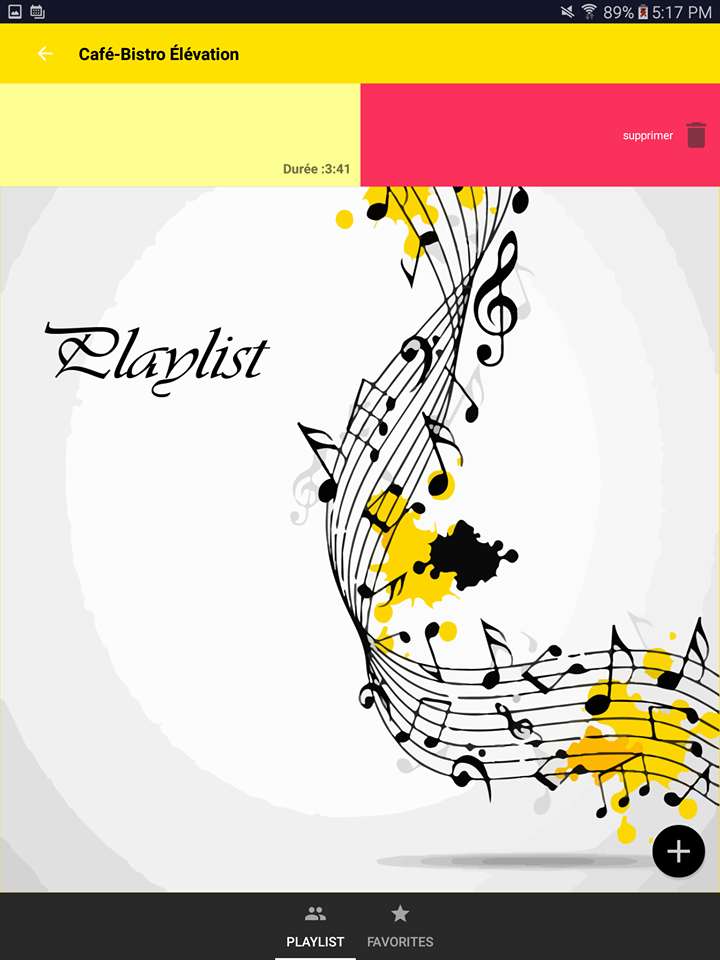 89% 5:17 PM
Café-Bistro Élévation
supprimer
Durée :3:41
Playlist
PLAYLIST FAVORITES